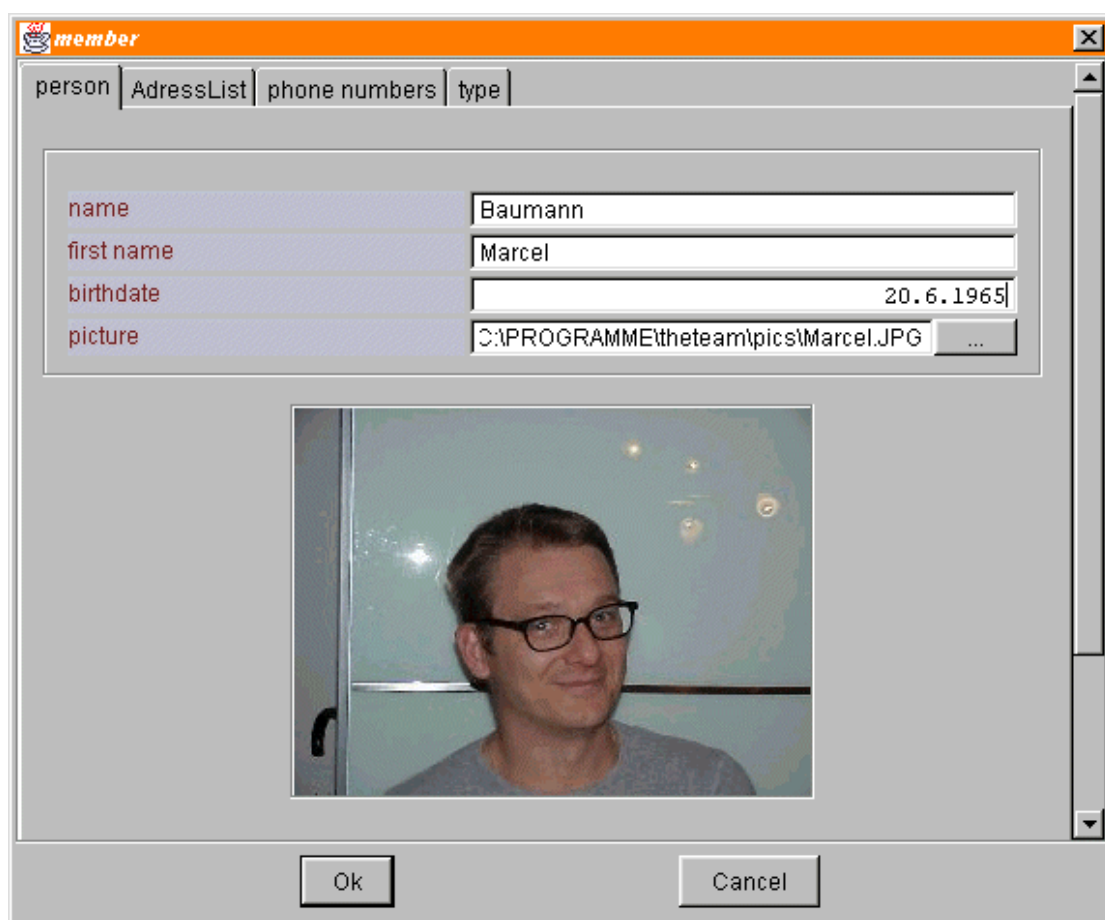 member
person AdressList phone numbers type
name Baumann
first name Marcel
birthdate 20.6.1965
picture C:\PROGRAMME\theteam\pics\Marcel.JPG ...
Ok Cancel